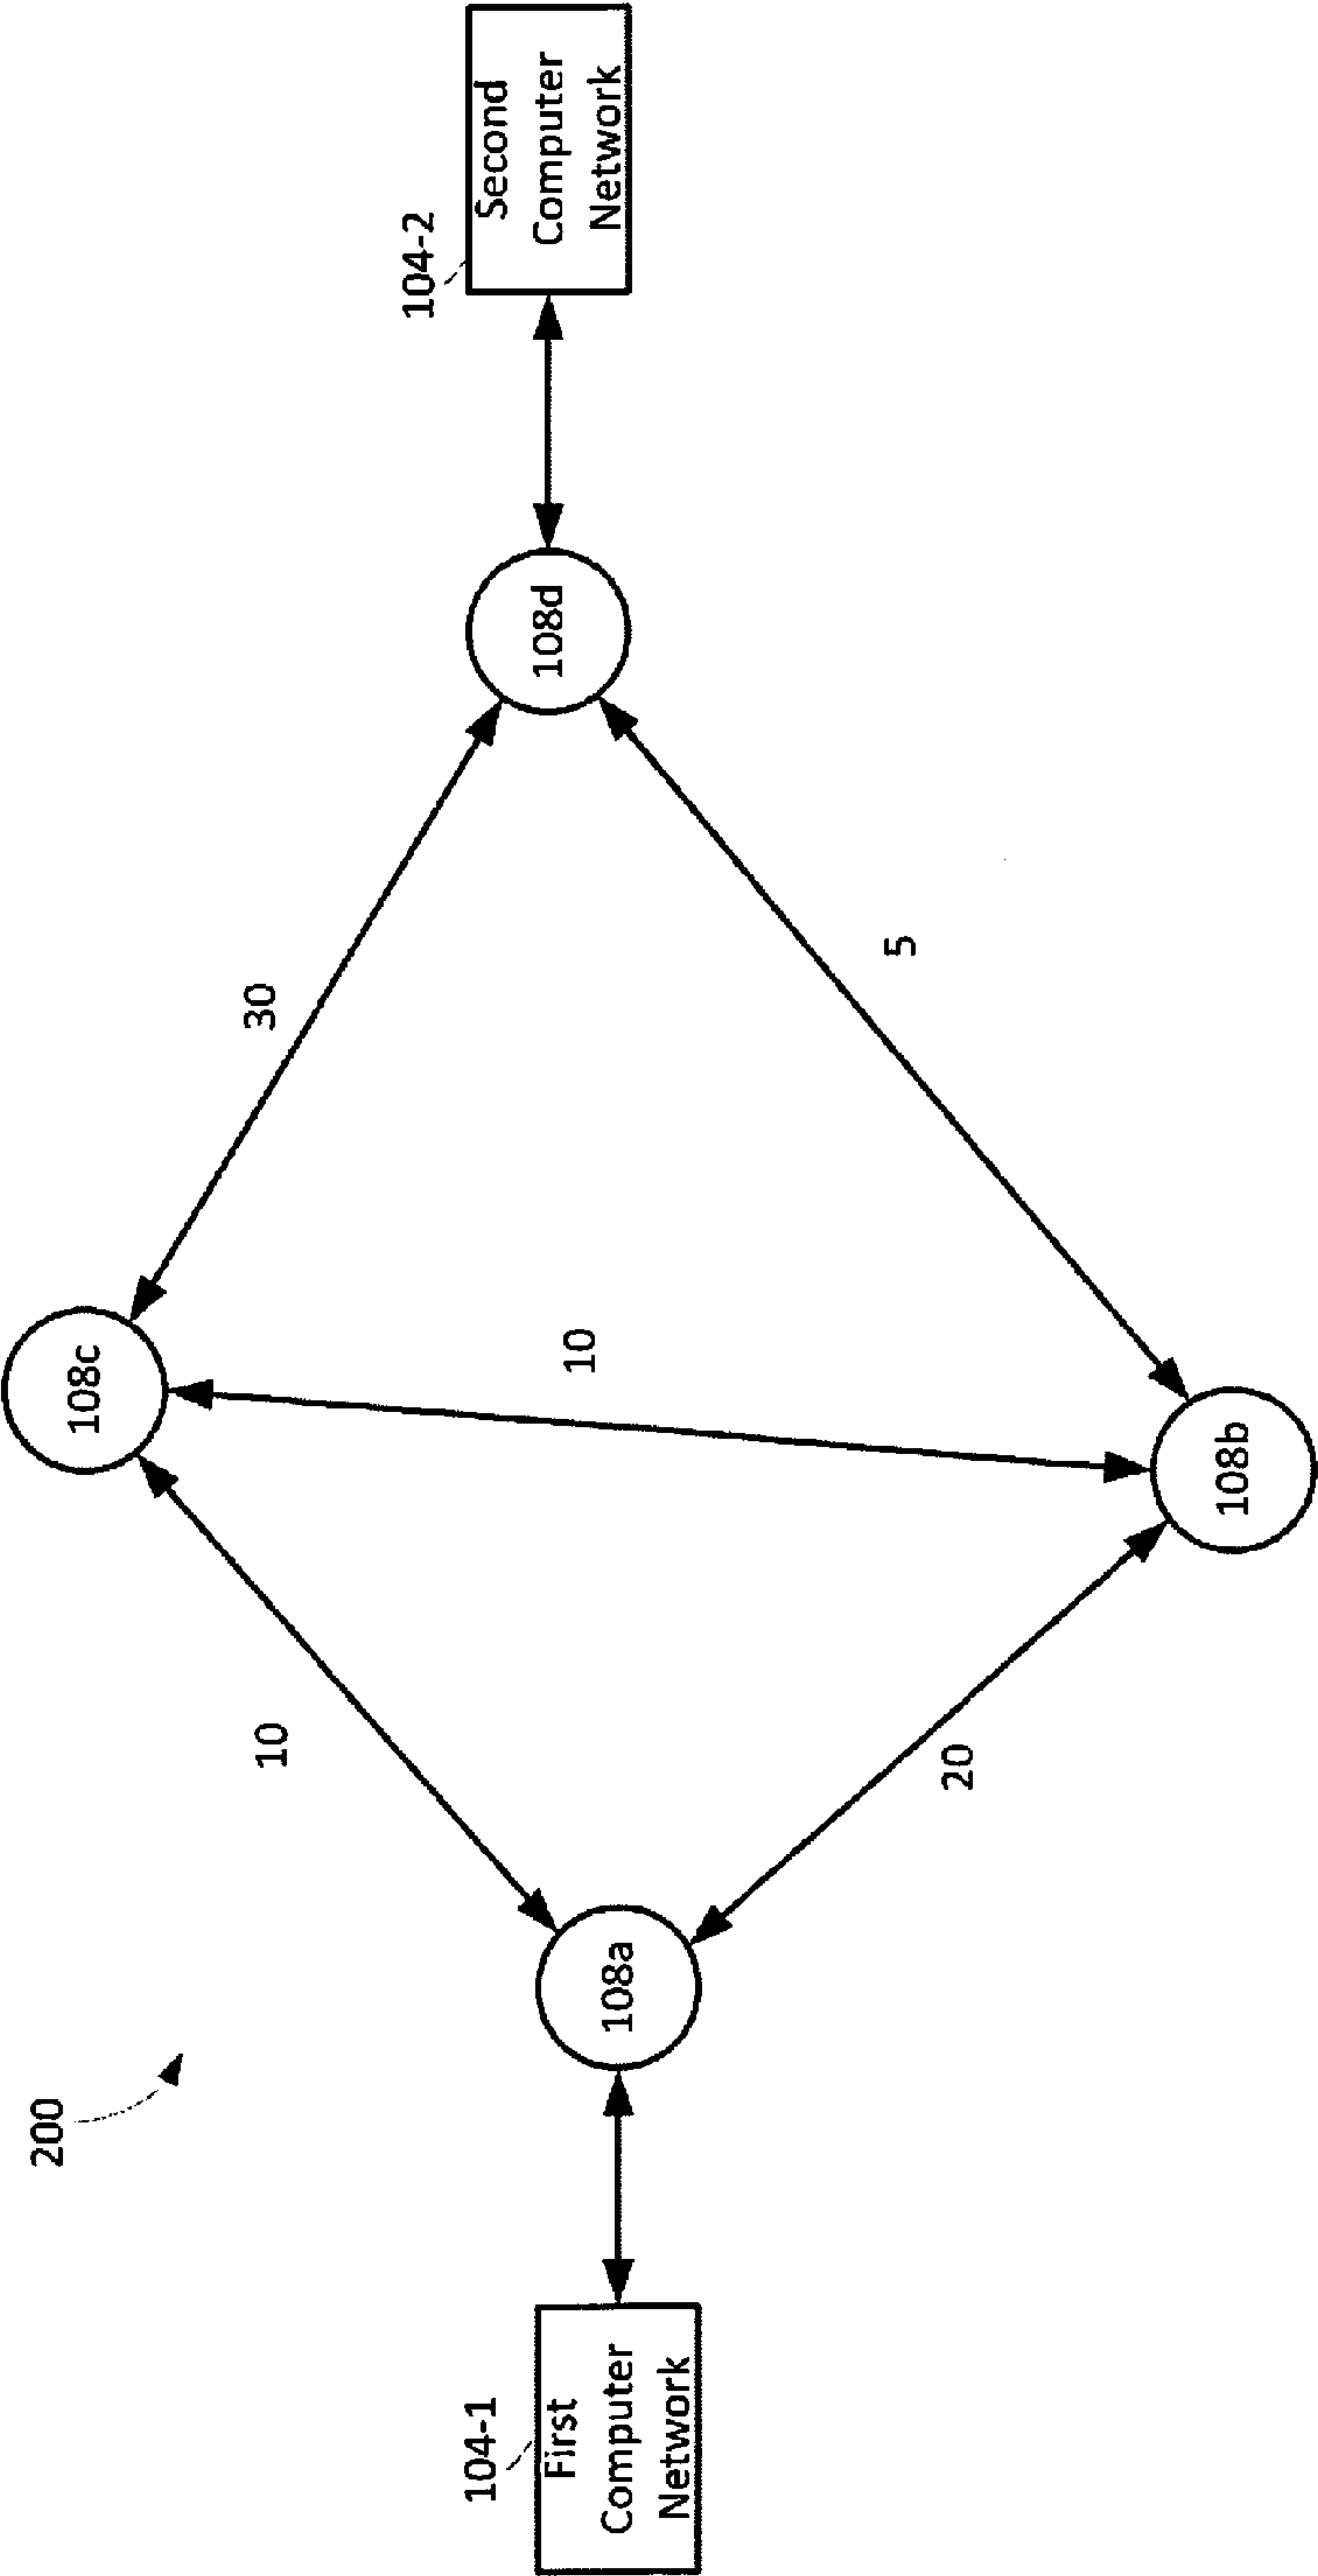 200
104-1
First
Computer
Network
108a
10
20
108c
10
108b
30
5
108d
104-2
Second
Computer
Network